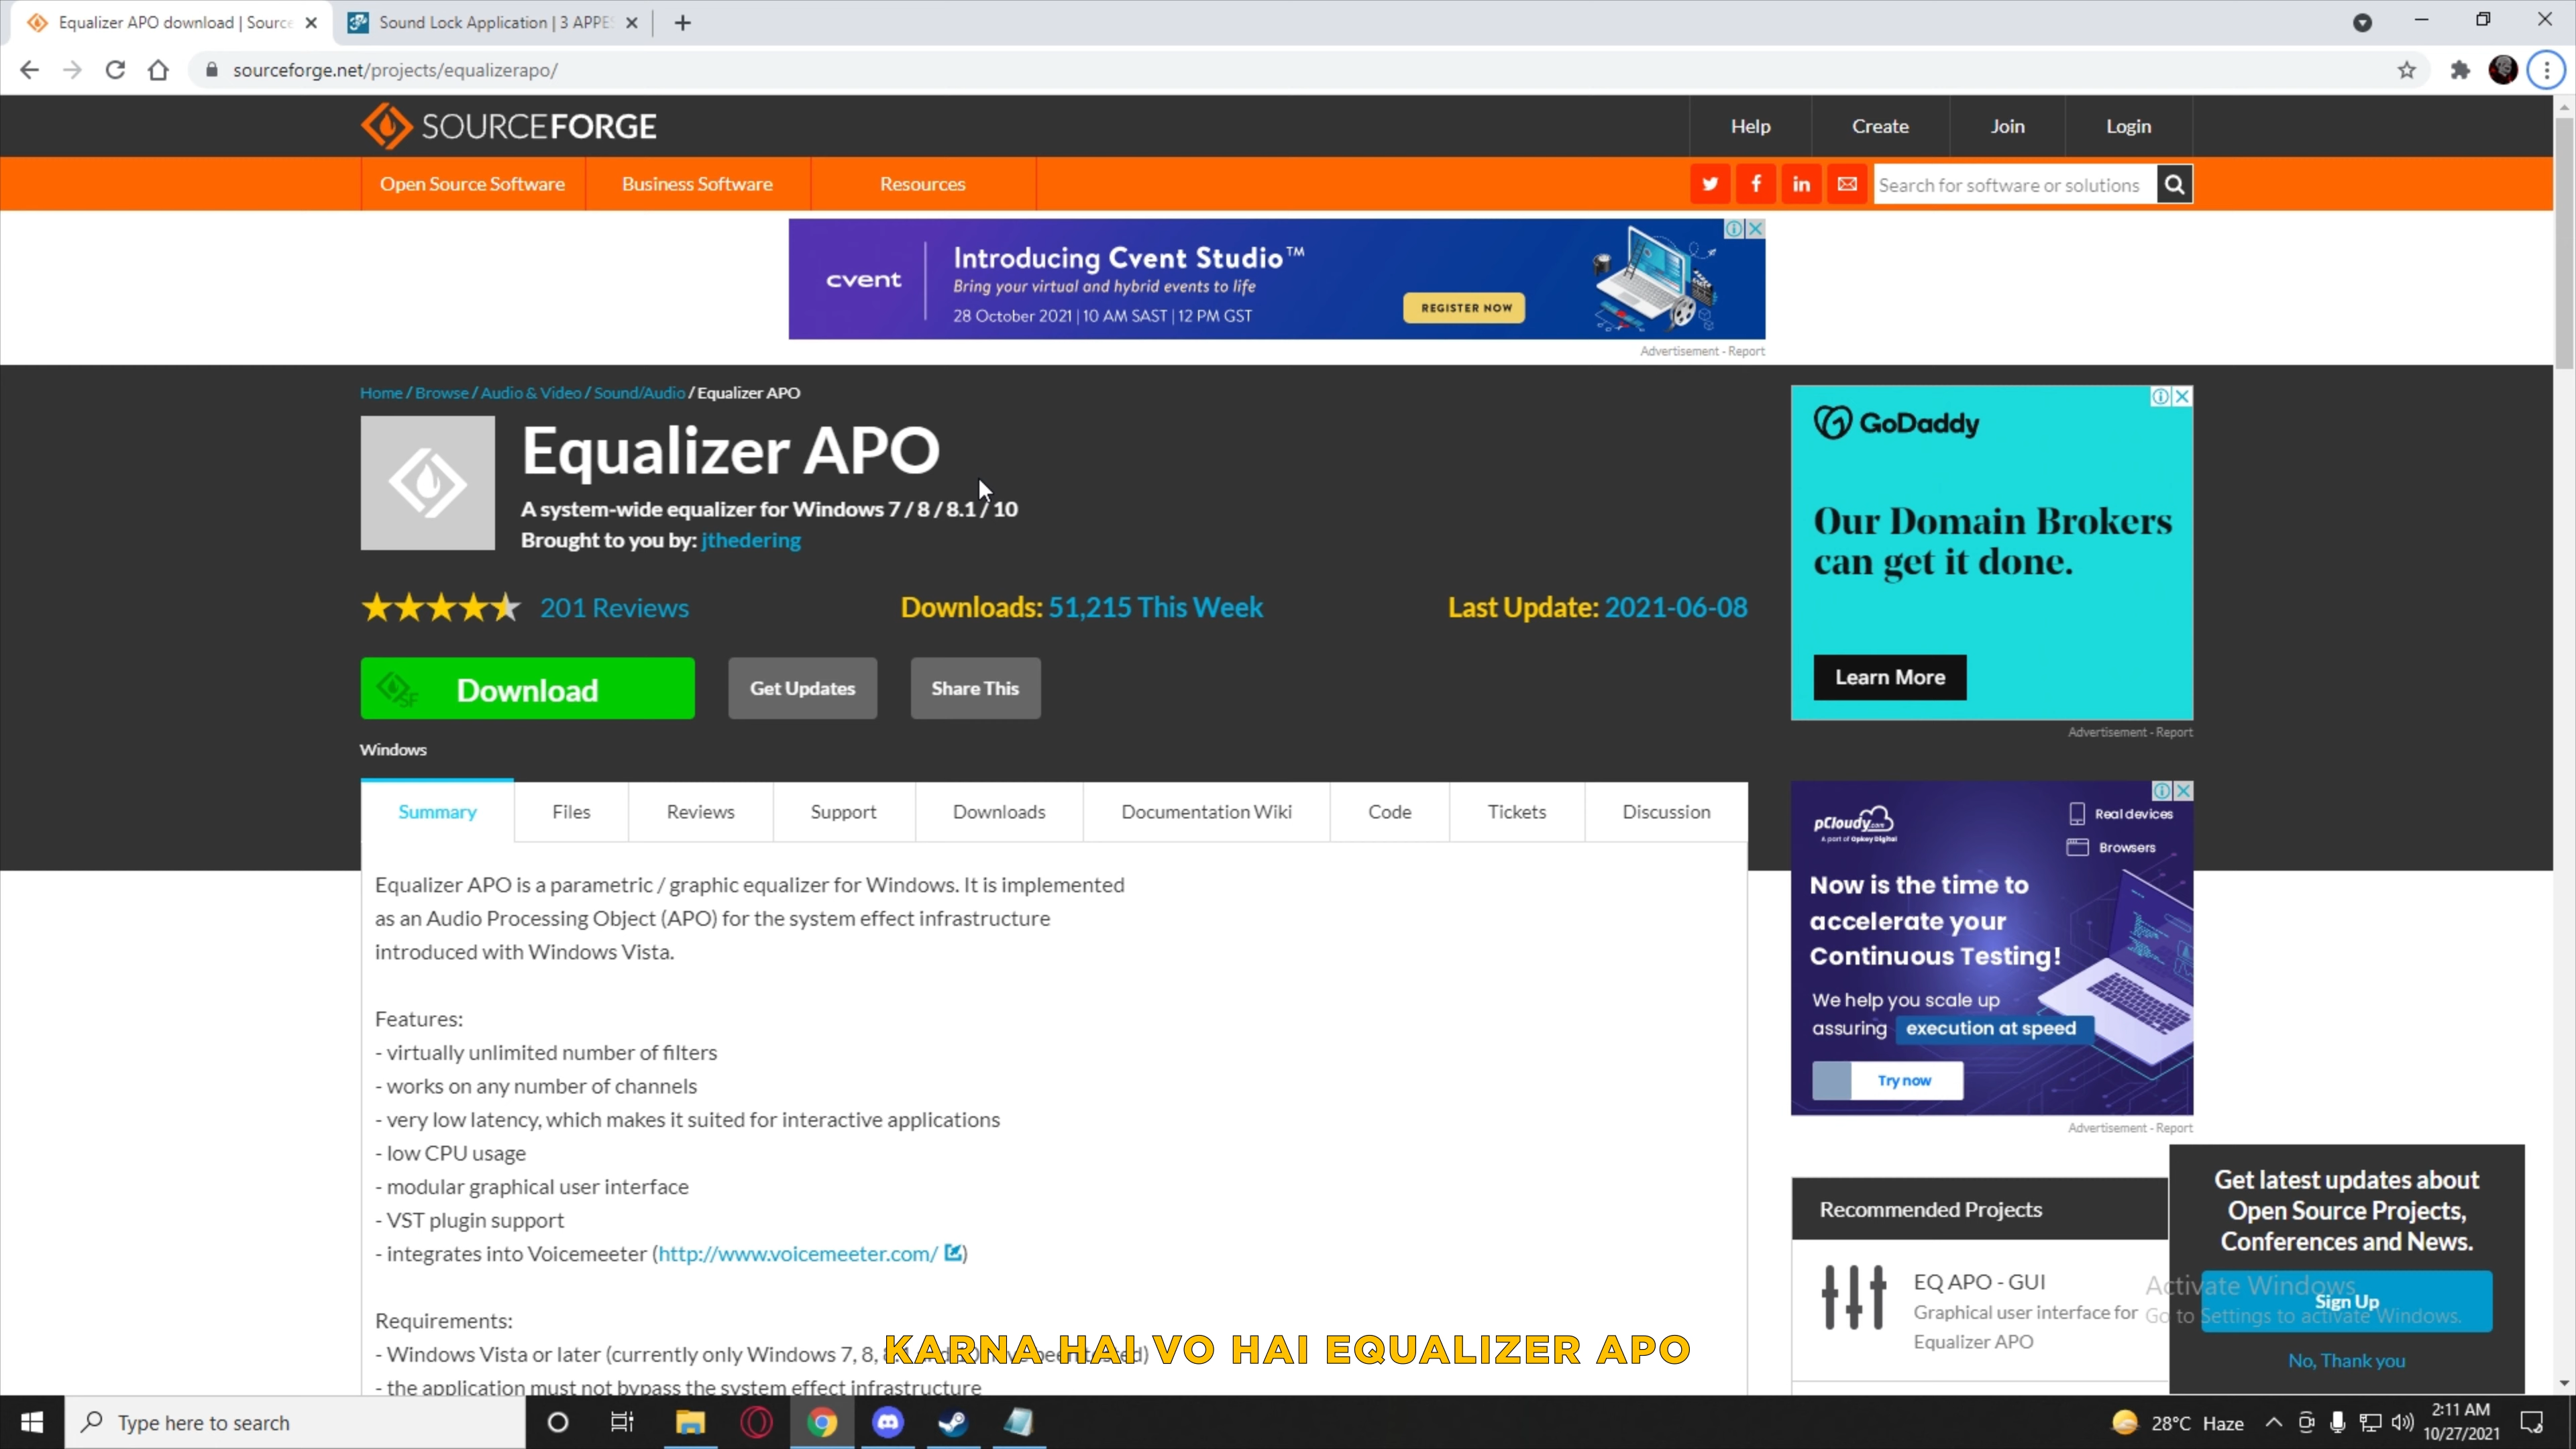 Equalizer APO download | Source
Sound Lock Application | 3 APPES
sourceforge.net/projects/equalizerapo/
SOURCEFORGE
Help
Create
Join
Login
Open Source Software
Business Software
Resources
Search for software or solutions
cvent
Introducing Cvent Studio™
Bring your virtual and hybrid events to life
28 October 2021 | 10 AM SAST | 12 PM GST
REGISTER NOW
Advertisement - Report
Home / Browse / Audio & Video / Sound/Audio / Equalizer APO
Equalizer APO
A system-wide equalizer for Windows 7 / 8 / 8.1 / 10
Brought to you by: jthedering
201 Reviews
Downloads: 51,215 This Week
Last Update: 2021-06-08
Download
SF
Get Updates
Share This
Windows
GoDaddy
Our Domain Brokers
can get it done.
Learn More
Advertisement - Report
Summary
Files
Reviews
Support
Downloads
Documentation Wiki
Code
Tickets
Discussion
Equalizer APO is a parametric / graphic equalizer for Windows. It is implemented
as an Audio Processing Object (APO) for the system effect infrastructure
introduced with Windows Vista.
Features:
- virtually unlimited number of filters
- works on any number of channels
- very low latency, which makes it suited for interactive applications
- low CPU usage
- modular graphical user interface
- VST plugin support
- integrates into Voicemeeter (http://www.voicemeeter.com/ )
Requirements:
- Windows Vista or later (currently only Windows 7, 8,
- the application must not bypass the system effect infrastructure
pCloudy.com
A part of Opkey Digital
Real devices
Browsers
Now is the time to
accelerate your
Continuous Testing!
We help you scale up
assuring execution at speed
Try now
Advertisement - Report
Recommended Projects
EQ APO - GUI
Graphical user interface for
Equalizer APO
Get latest updates about
Open Source Projects,
Conferences and News.
Sign Up
No, Thank you
Activate Windows
Go to Settings to activate Windows.
KARNA HAI VO HAI EQUALIZER APO
Type here to search
28°C Haze
2:11 AM
10/27/2021